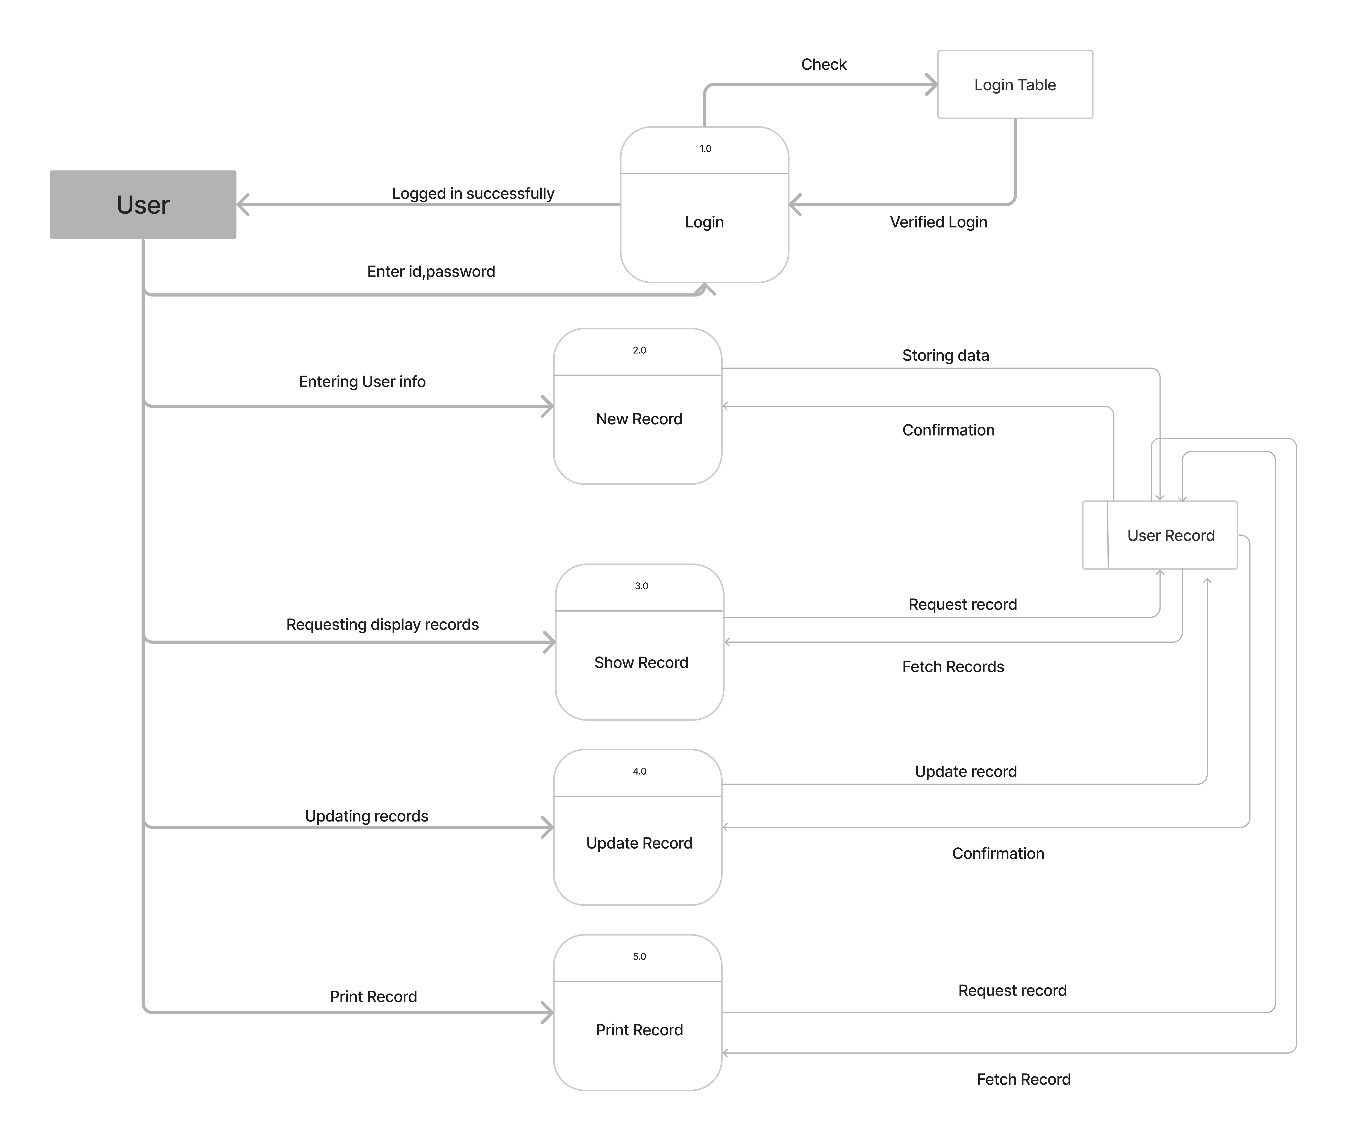 Check
Login Table
1.0
User
Logged in successfully
Login
Verified Login
Enter id,password
2.0
Storing data
Entering User info
New Record
Confirmation
User Record
3.0
Request record
Requesting display records
Show Record
Fetch Records
4.0
Update record
Updating records
Update Record
Confirmation
5.0
Print Record
Request record
Print Record
Fetch Record